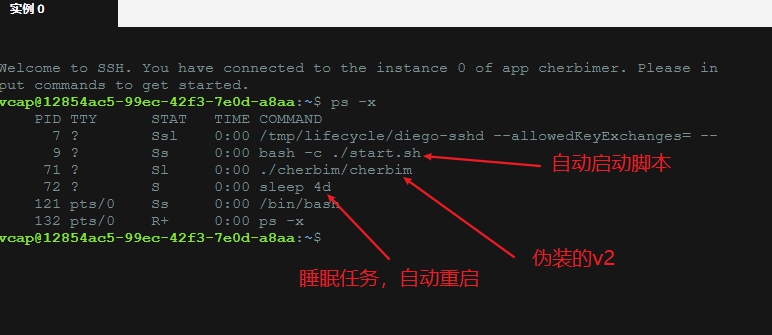 实例 0
Welcome to SSH. You have connected to the instance 0 of app cherbimer. Please in
put commands to get started.
vcap@12854ac5-99ec-42f3-7e0d-a8aa:~$ ps -x
PID TTY STAT TIME COMMAND
7 ? Ssl 0:00 /tmp/lifecycle/diego-sshd --allowedKeyExchanges= --
9 ? Ss 0:00 bash -c ./start.sh
自动启动脚本
71 ? Sl 0:00 ./cherbim/cherbim
72 ? S 0:00 sleep 4d
121 pts/0 Ss 0:00 /bin/bash
132 pts/0 R+ 0:00 ps -x
vcap@12854ac5-99ec-42f3-7e0d-a8aa:~$
伪装的v2
睡眠任务，自动重启